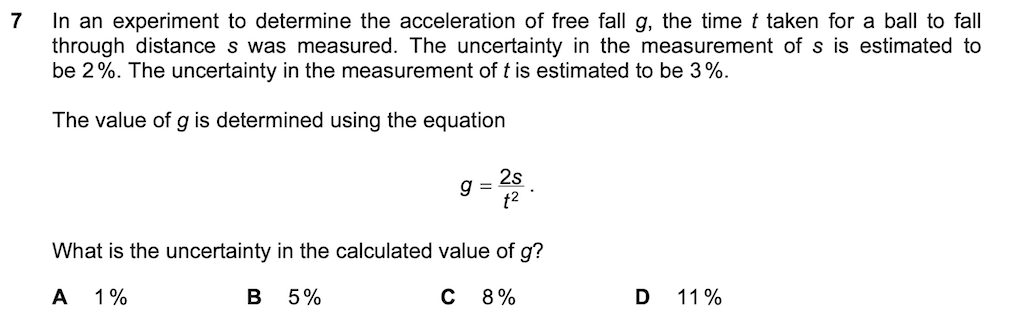 7 In an experiment to determine the acceleration of free fall g, the time t taken for a ball to fall
through distance s was measured. The uncertainty in the measurement of s is estimated to
be 2%. The uncertainty in the measurement of t is estimated to be 3%.
The value of g is determined using the equation
g = 2s/t².
What is the uncertainty in the calculated value of g?
A 1% B 5% C 8% D 11%